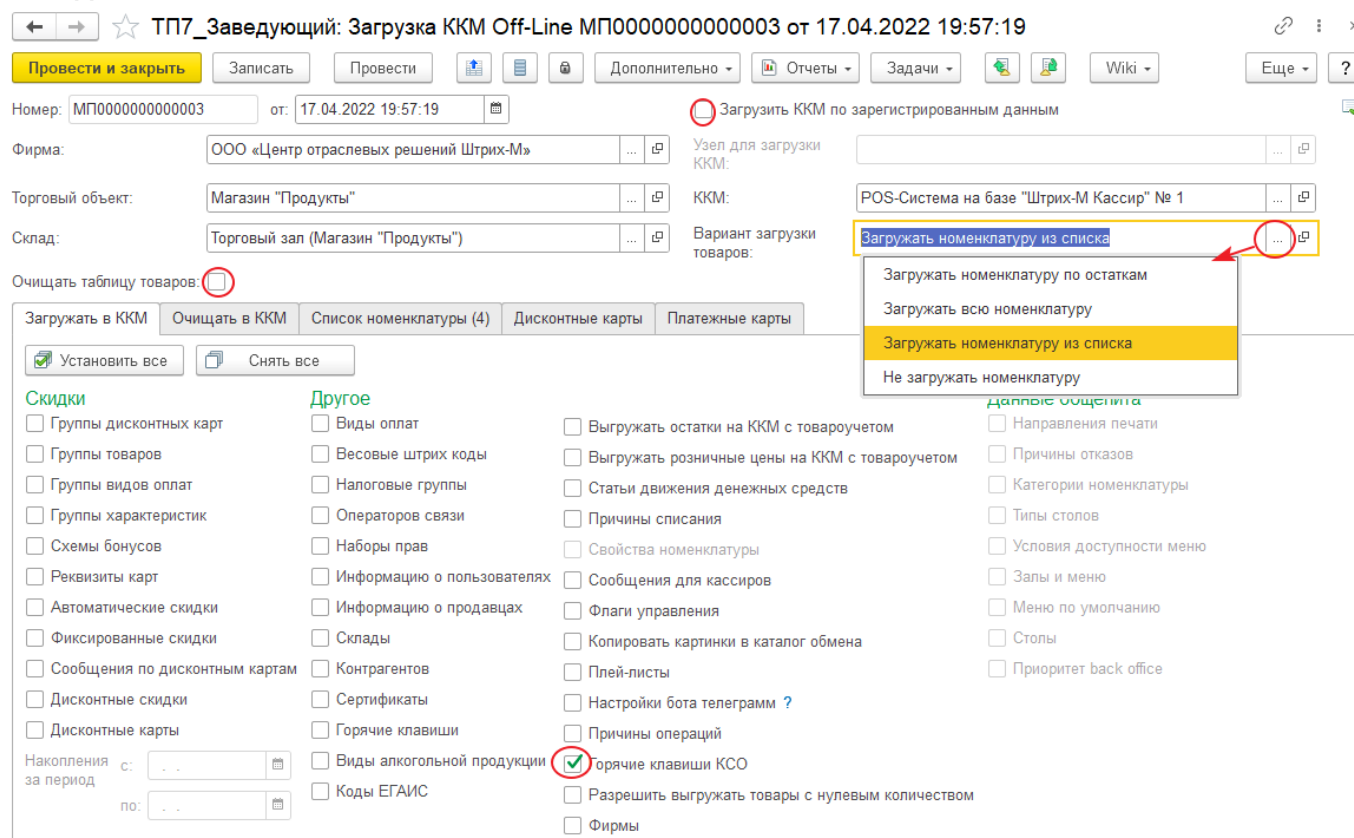 ТП7_Заведующий: Загрузка ККМ Off-Line МП0000000000003 от 17.04.2022 19:57:19
Провести и закрыть Записать Провести Дополнительно Отчеты Задачи Wiki Еще ?
Номер: МП0000000000003 от: 17.04.2022 19:57:19 Загрузить ККМ по зарегистрированным данным
Фирма: ООО «Центр отраслевых решений Штрих-М» ... Узел для загрузки ККМ: ...
Торговый объект: Магазин "Продукты" ... ККМ: POS-Система на базе "Штрих-М Кассир" № 1 ...
Склад: Торговый зал (Магазин "Продукты") ... Вариант загрузки товаров: Загружать номенклатуру из списка ...
Очищать таблицу товаров:
Загружать номенклатуру по остаткам
Загружать всю номенклатуру
Загружать номенклатуру из списка
Не загружать номенклатуру
Загружать в ККМ Очищать в ККМ Список номенклатуры (4) Дисконтные карты Платежные карты
Установить все Снять все
Скидки
Группы дисконтных карт
Группы товаров
Группы видов оплат
Группы характеристик
Схемы бонусов
Реквизиты карт
Автоматические скидки
Фиксированные скидки
Сообщения по дисконтным картам
Дисконтные скидки
Дисконтные карты
Накопления за период с: . .
по: . .
Другое
Виды оплат
Весовые штрих коды
Налоговые группы
Операторов связи
Наборы прав
Информацию о пользователях
Информацию о продавцах
Склады
Контрагентов
Сертификаты
Горячие клавиши
Виды алкогольной продукции
Коды ЕГАИС
Выгружать остатки на ККМ с товароучетом
Выгружать розничные цены на ККМ с товароучетом
Статьи движения денежных средств
Причины списания
Свойства номенклатуры
Сообщения для кассиров
Флаги управления
Копировать картинки в каталог обмена
Плей-листы
Настройки бота телеграмм ?
Причины операций
Горячие клавиши КСО
Разрешить выгружать товары с нулевым количеством
Фирмы
Данные общепита
Направления печати
Причины отказов
Категории номенклатуры
Типы столов
Условия доступности меню
Залы и меню
Меню по умолчанию
Столы
Приоритет back office